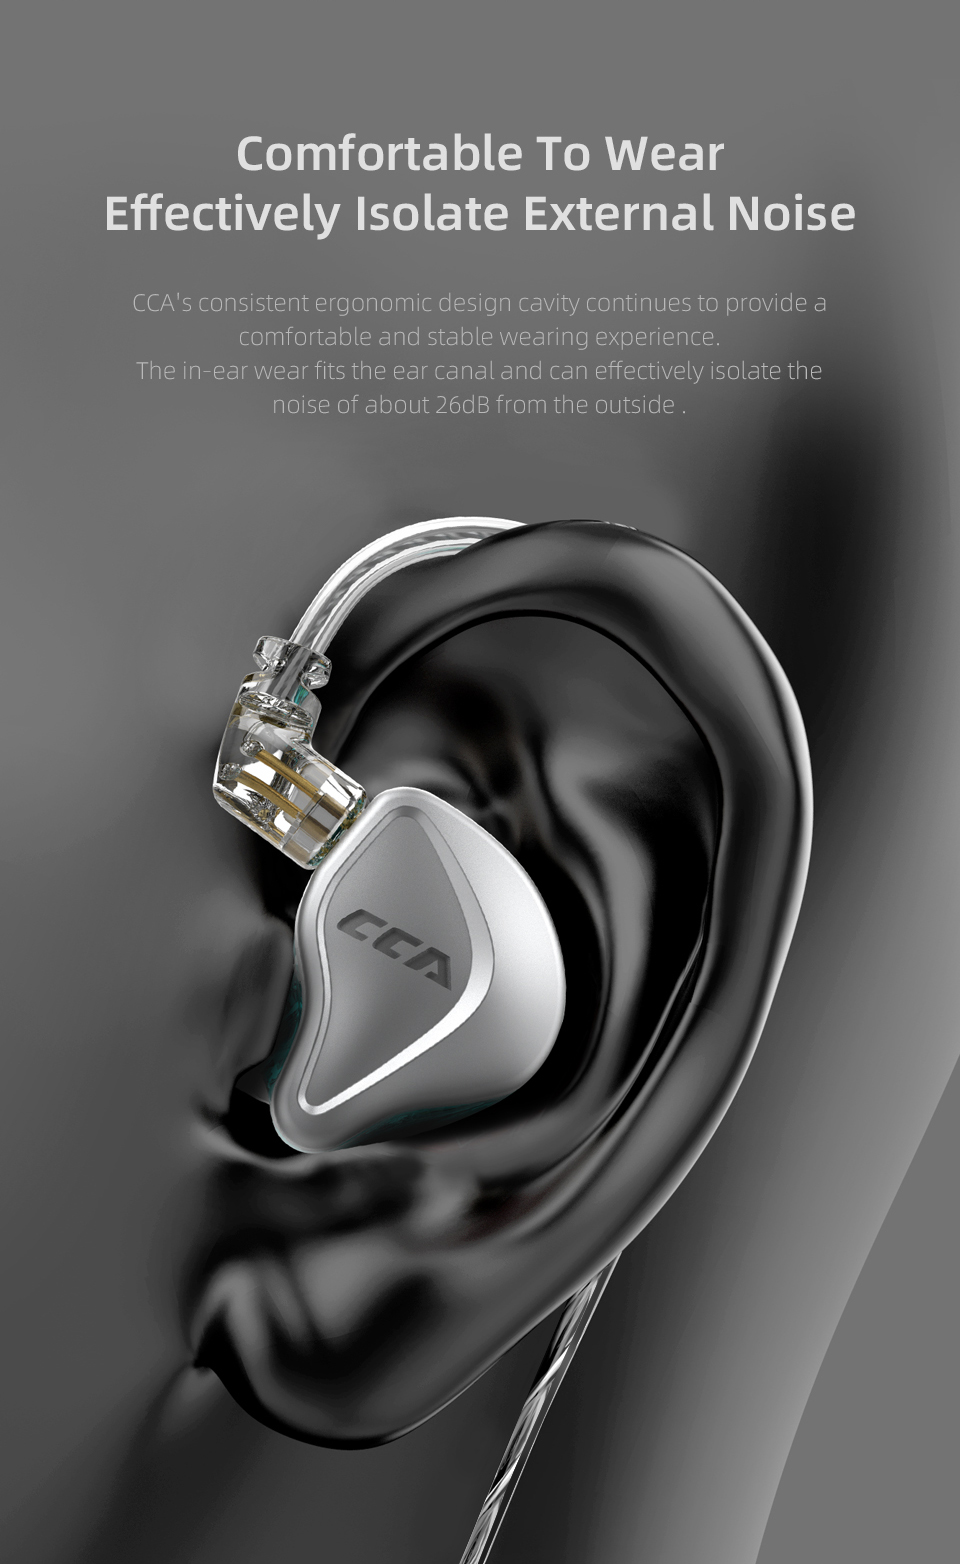 Comfortable To Wear
Effectively Isolate External Noise
CCA's consistent ergonomic design cavity continues to provide a
comfortable and stable wearing experience.
The in-ear wear fits the ear canal and can effectively isolate the
noise of about 26dB from the outside .
CCA